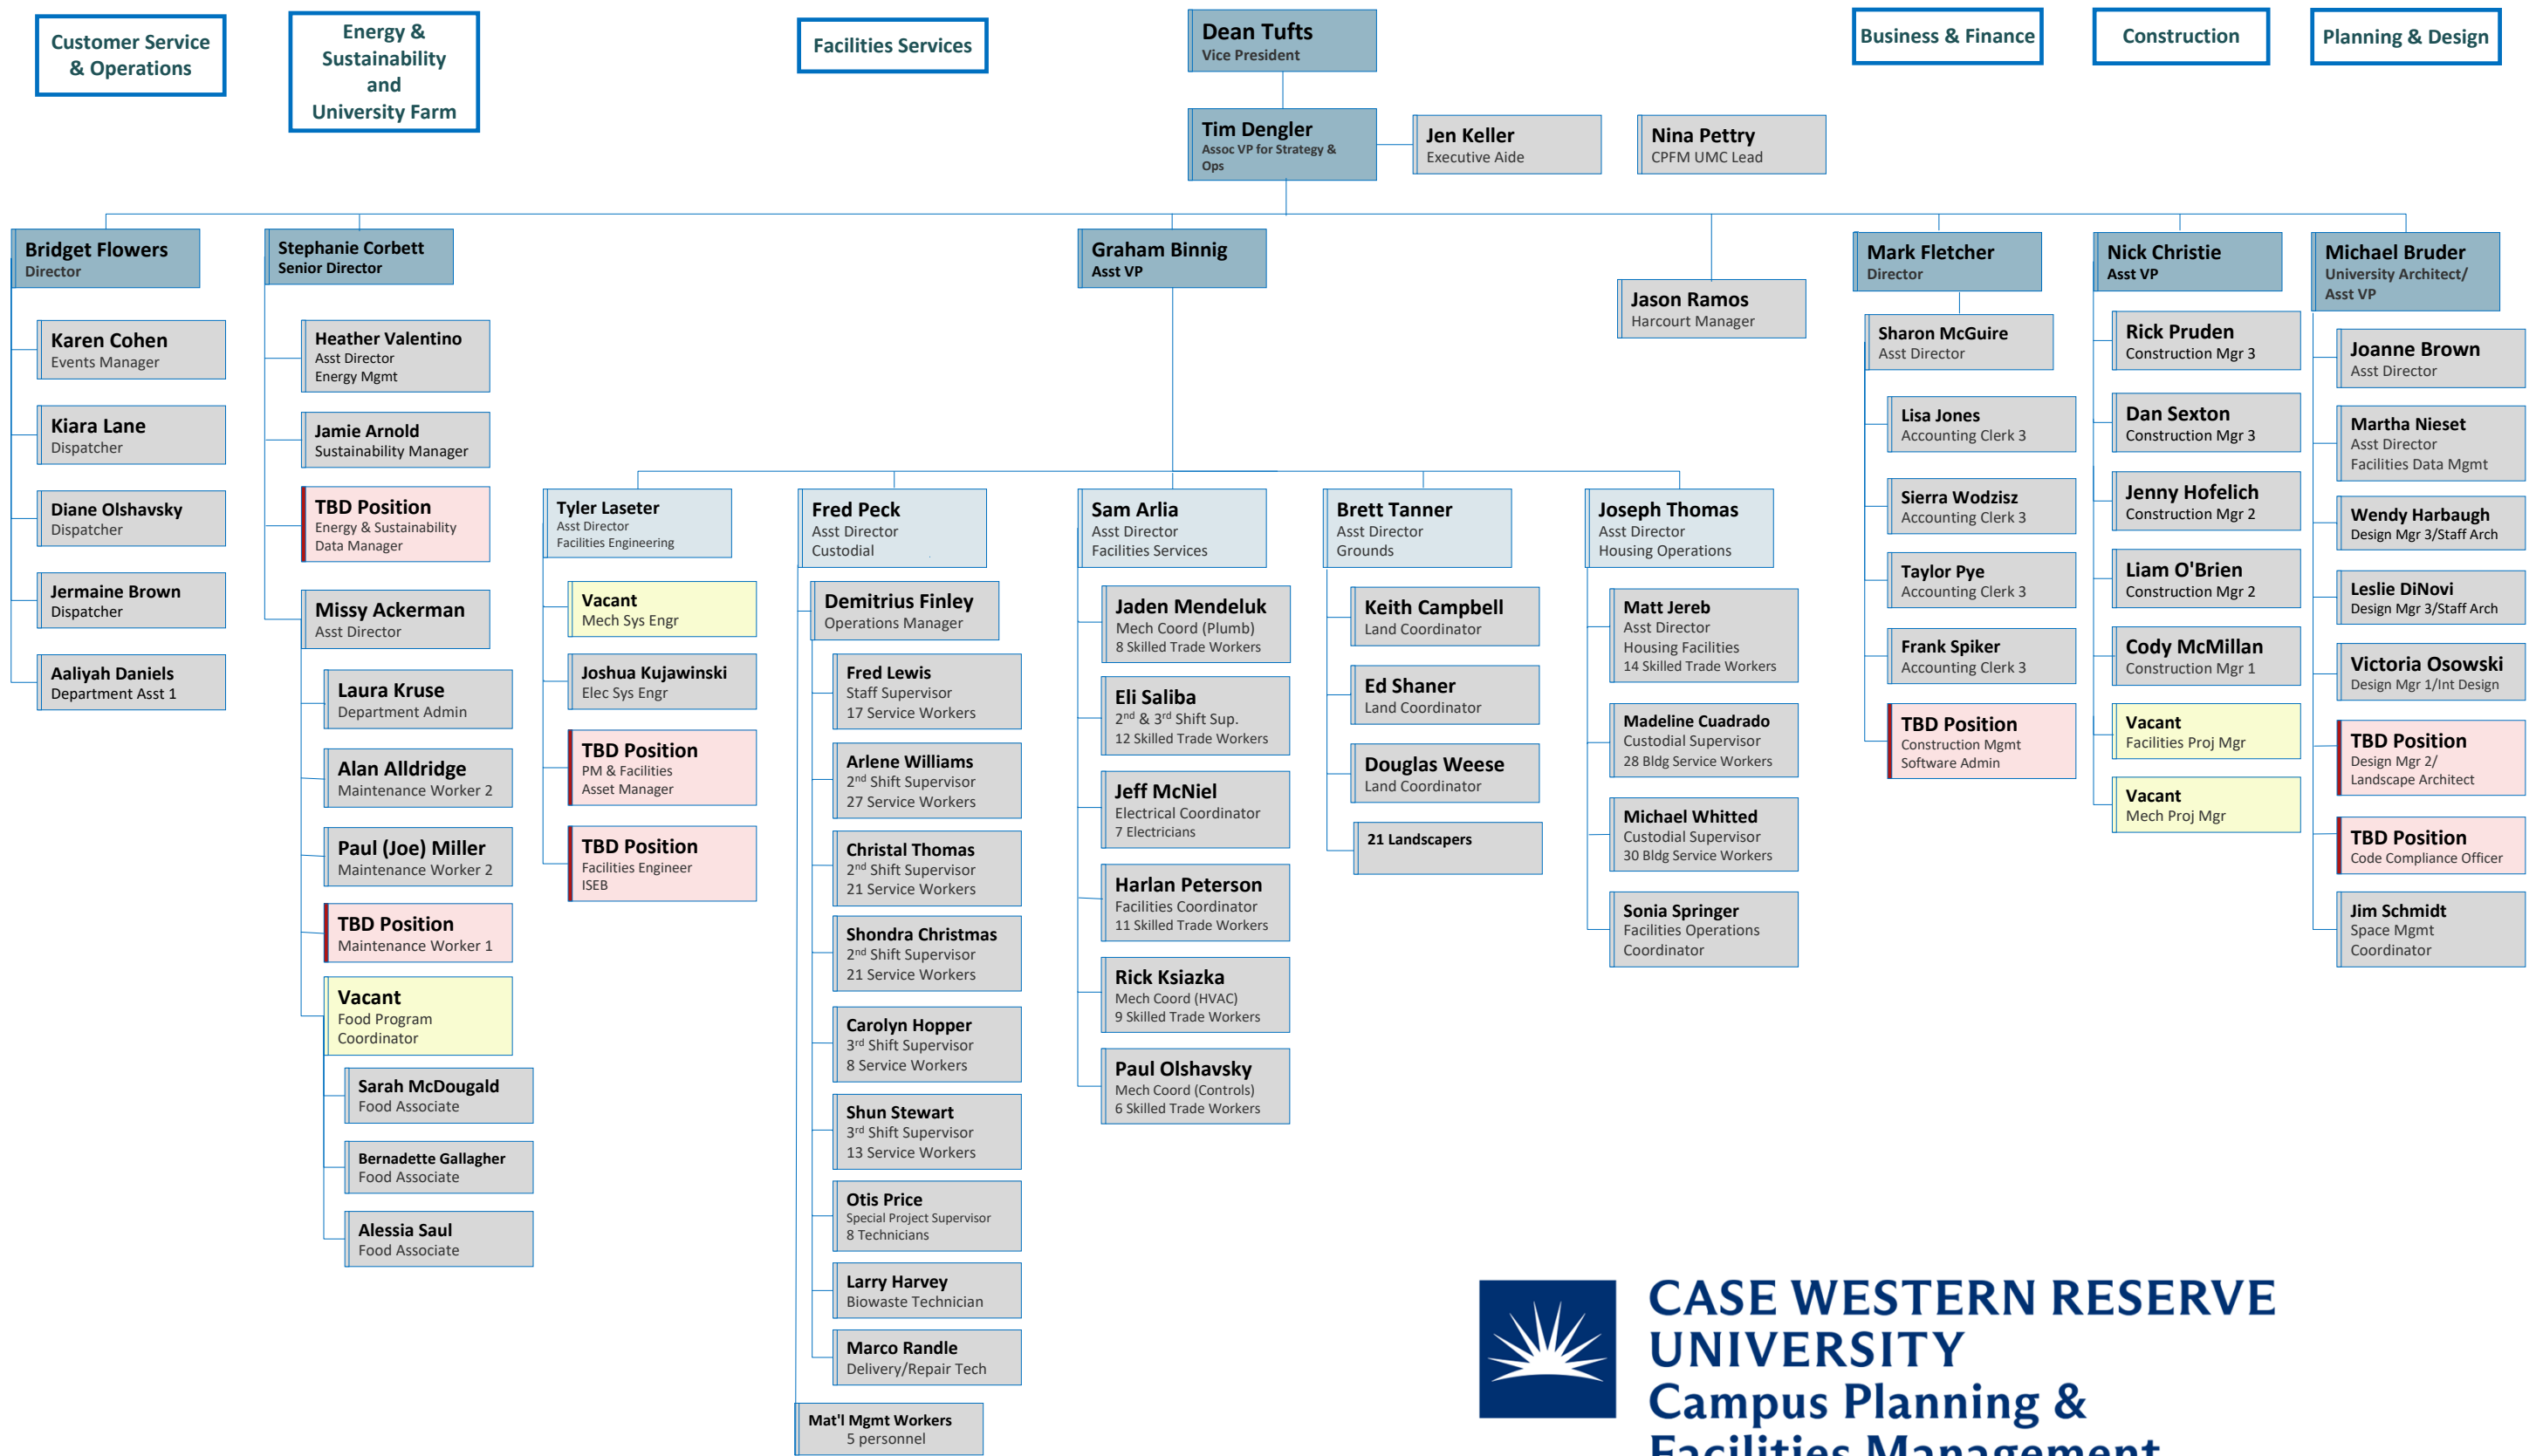 Customer Service
& Operations
Energy &
Sustainability
and
University Farm
Facilities Services
Dean Tufts
Vice President
Business & Finance
Construction
Planning & Design
Tim Dengler
Assoc VP for Strategy &
Ops
Jen Keller
Executive Aide
Nina Pettry
CPFM UMC Lead
Bridget Flowers
Director
Karen Cohen
Events Manager
Kiara Lane
Dispatcher
Diane Olshavsky
Dispatcher
Jermaine Brown
Dispatcher
Aaliyah Daniels
Department Asst 1
Stephanie Corbett
Senior Director
Heather Valentino
Asst Director
Energy Mgmt
Jamie Arnold
Sustainability Manager
TBD Position
Energy & Sustainability
Data Manager
Missy Ackerman
Asst Director
Laura Kruse
Department Admin
Alan Alldridge
Maintenance Worker 2
Paul (Joe) Miller
Maintenance Worker 2
TBD Position
Maintenance Worker 1
Vacant
Food Program
Coordinator
Sarah McDougald
Food Associate
Bernadette Gallagher
Food Associate
Alessia Saul
Food Associate
Graham Binnig
Asst VP
Tyler Laseter
Asst Director
Facilities Engineering
Vacant
Mech Sys Engr
Joshua Kujawinski
Elec Sys Engr
TBD Position
PM & Facilities
Asset Manager
TBD Position
Facilities Engineer
ISEB
Fred Peck
Asst Director
Custodial
Demitrius Finley
Operations Manager
Fred Lewis
Staff Supervisor
17 Service Workers
Arlene Williams
2nd Shift Supervisor
27 Service Workers
Christal Thomas
2nd Shift Supervisor
21 Service Workers
Shondra Christmas
2nd Shift Supervisor
21 Service Workers
Carolyn Hopper
3rd Shift Supervisor
8 Service Workers
Shun Stewart
3rd Shift Supervisor
13 Service Workers
Otis Price
Special Project Supervisor
8 Technicians
Larry Harvey
Biowaste Technician
Marco Randle
Delivery/Repair Tech
Mat'l Mgmt Workers
5 personnel
Sam Arlia
Asst Director
Facilities Services
Jaden Mendeluk
Mech Coord (Plumb)
8 Skilled Trade Workers
Eli Saliba
2nd & 3rd Shift Sup.
12 Skilled Trade Workers
Jeff McNiel
Electrical Coordinator
7 Electricians
Harlan Peterson
Facilities Coordinator
11 Skilled Trade Workers
Rick Ksiazka
Mech Coord (HVAC)
9 Skilled Trade Workers
Paul Olshavsky
Mech Coord (Controls)
6 Skilled Trade Workers
Brett Tanner
Asst Director
Grounds
Keith Campbell
Land Coordinator
Ed Shaner
Land Coordinator
Douglas Weese
Land Coordinator
21 Landscapers
Joseph Thomas
Asst Director
Housing Operations
Matt Jereb
Asst Director
Housing Facilities
14 Skilled Trade Workers
Madeline Cuadrado
Custodial Supervisor
28 Bldg Service Workers
Michael Whitted
Custodial Supervisor
30 Bldg Service Workers
Sonia Springer
Facilities Operations
Coordinator
Jason Ramos
Harcourt Manager
Mark Fletcher
Director
Sharon McGuire
Asst Director
Lisa Jones
Accounting Clerk 3
Sierra Wodzisz
Accounting Clerk 3
Taylor Pye
Accounting Clerk 3
Frank Spiker
Accounting Clerk 3
TBD Position
Construction Mgmt
Software Admin
Nick Christie
Asst VP
Rick Pruden
Construction Mgr 3
Dan Sexton
Construction Mgr 3
Jenny Hofelich
Construction Mgr 2
Liam O'Brien
Construction Mgr 2
Cody McMillan
Construction Mgr 1
Vacant
Facilities Proj Mgr
Vacant
Mech Proj Mgr
Michael Bruder
University Architect/
Asst VP
Joanne Brown
Asst Director
Martha Nieset
Asst Director
Facilities Data Mgmt
Wendy Harbaugh
Design Mgr 3/Staff Arch
Leslie DiNovi
Design Mgr 3/Staff Arch
Victoria Osowski
Design Mgr 1/Int Design
TBD Position
Design Mgr 2/
Landscape Architect
TBD Position
Code Compliance Officer
Jim Schmidt
Space Mgmt
Coordinator
CASE WESTERN RESERVE
UNIVERSITY
Campus Planning &
Facilities Management